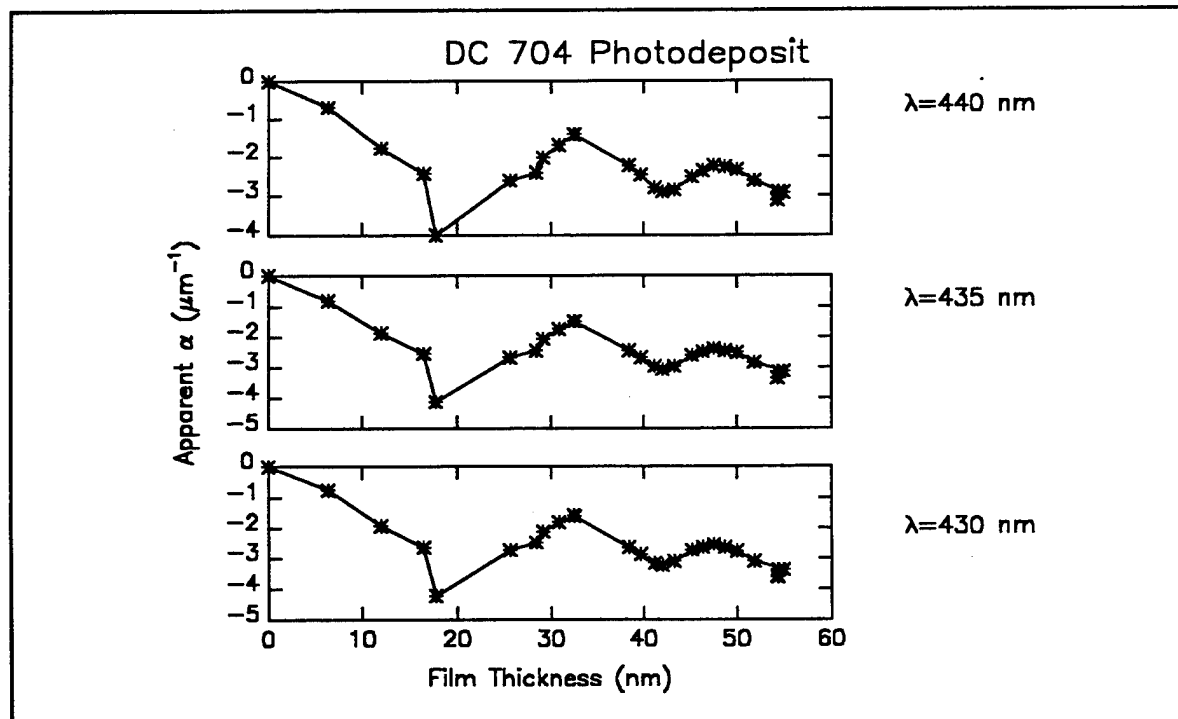 DC 704 Photodeposit
0
−1
−2
−3
−4
λ=440 nm
0
−1
−2
−3
−4
−5
λ=435 nm
0
−1
−2
−3
−4
−5
λ=430 nm
0 10 20 30 40 50 60
Film Thickness (nm)
Apparent α (μm⁻¹)